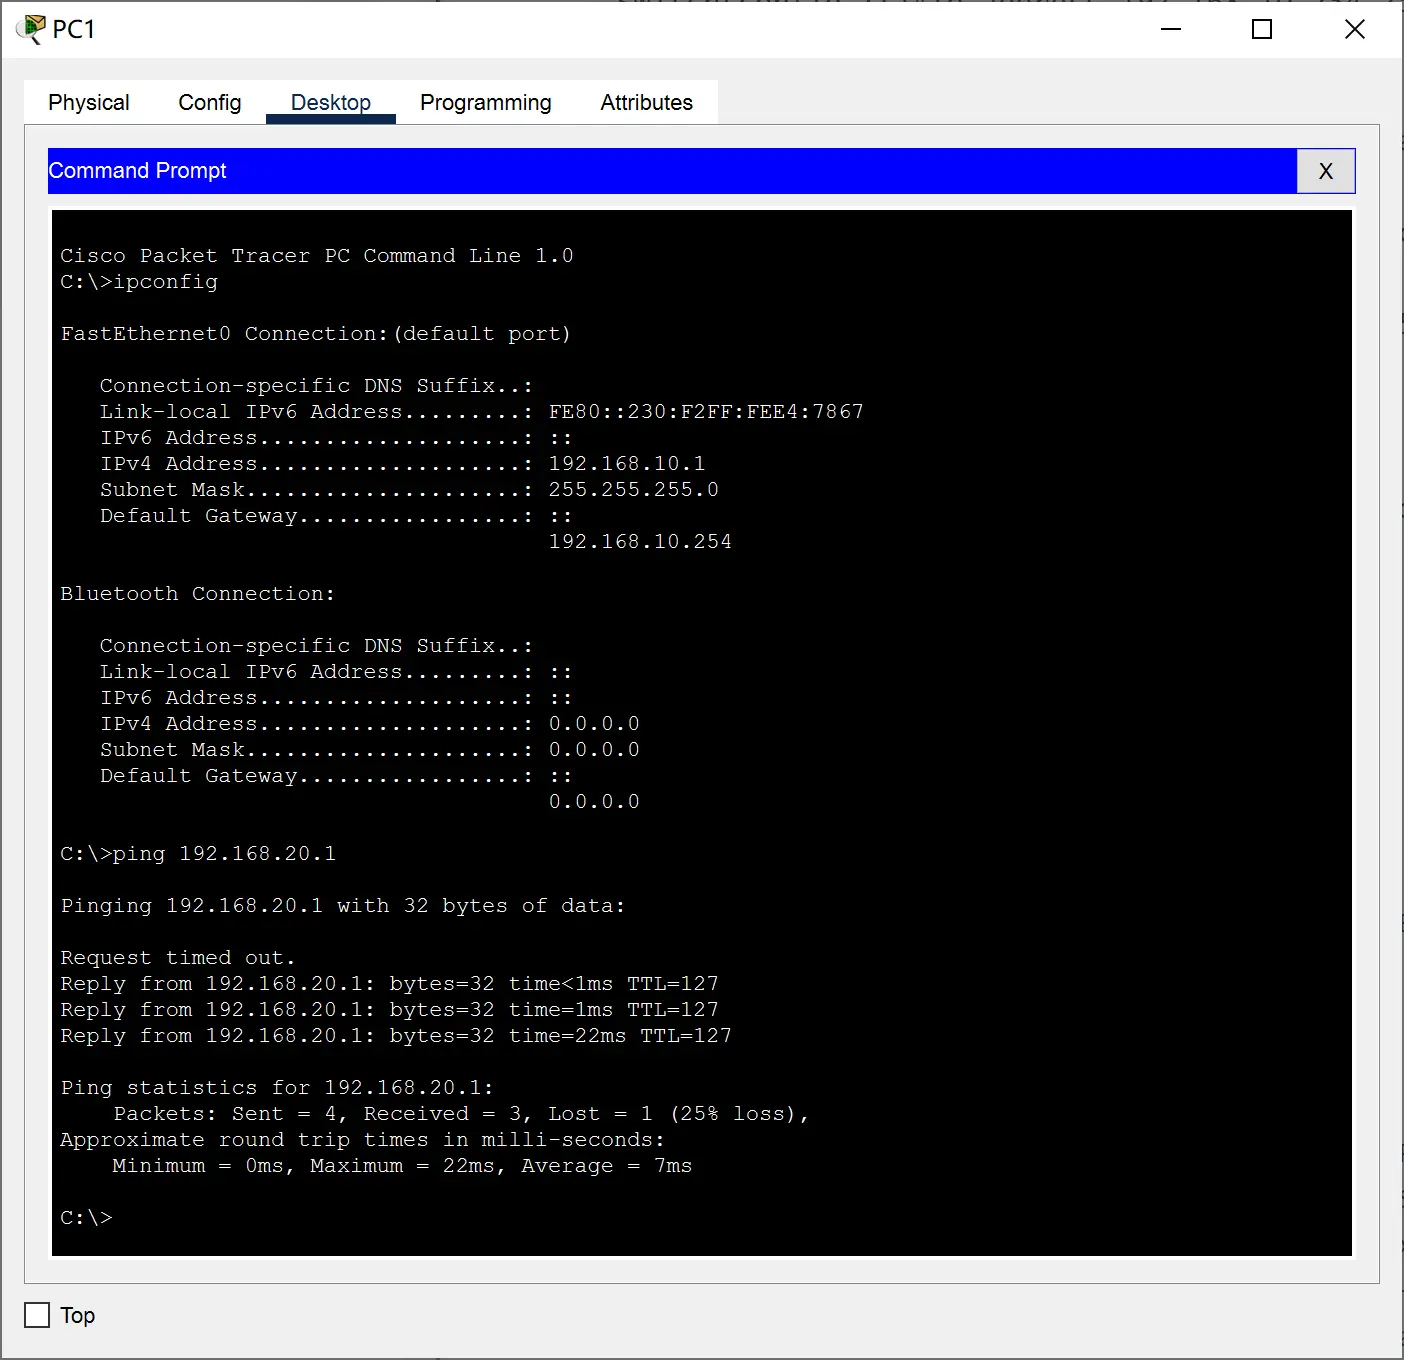 PC1
Physical Config Desktop Programming Attributes
Command Prompt X
Cisco Packet Tracer PC Command Line 1.0
C:\>ipconfig
FastEthernet0 Connection:(default port)
Connection-specific DNS Suffix..:
Link-local IPv6 Address.........: FE80::230:F2FF:FEE4:7867
IPv6 Address....................: ::
IPv4 Address....................: 192.168.10.1
Subnet Mask.....................: 255.255.255.0
Default Gateway.................: ::
192.168.10.254
Bluetooth Connection:
Connection-specific DNS Suffix..:
Link-local IPv6 Address.........: ::
IPv6 Address....................: ::
IPv4 Address....................: 0.0.0.0
Subnet Mask.....................: 0.0.0.0
Default Gateway.................: ::
0.0.0.0
C:\>ping 192.168.20.1
Pinging 192.168.20.1 with 32 bytes of data:
Request timed out.
Reply from 192.168.20.1: bytes=32 time<1ms TTL=127
Reply from 192.168.20.1: bytes=32 time=1ms TTL=127
Reply from 192.168.20.1: bytes=32 time=22ms TTL=127
Ping statistics for 192.168.20.1:
Packets: Sent = 4, Received = 3, Lost = 1 (25% loss),
Approximate round trip times in milli-seconds:
Minimum = 0ms, Maximum = 22ms, Average = 7ms
C:\>
Top